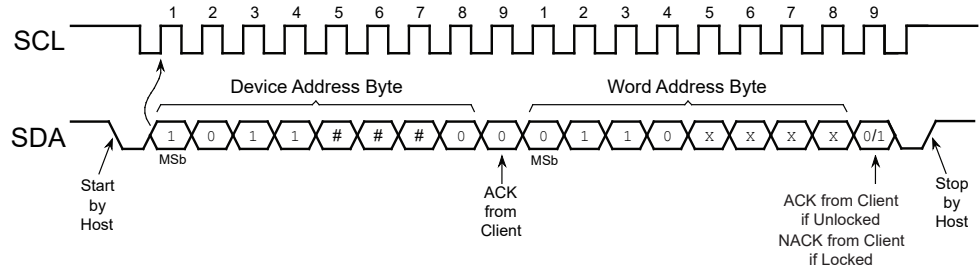 SCL
1 2 3 4 5 6 7 8 9 1 2 3 4 5 6 7 8 9
Device Address Byte
Word Address Byte
SDA
1 0 1 1 # # # 0 0 0 1 1 0 x x x x 0/1
MSb
MSb
Start
by
Host
ACK
from
Client
ACK from Client
if Unlocked
NACK from Client
if Locked
Stop
by
Host